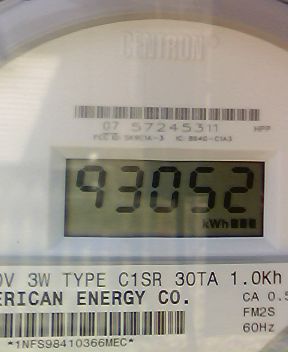 CENTRON
07 57245311 HPP
FCC ID: SK9C1A-3 IC: 864G-C1A3
93052
kWh
0V 3W TYPE C1SR 30TA 1.0Kh
ERICAN ENERGY CO.
CA 0.5
FM2S
60Hz
*1NFS98410366MEC*